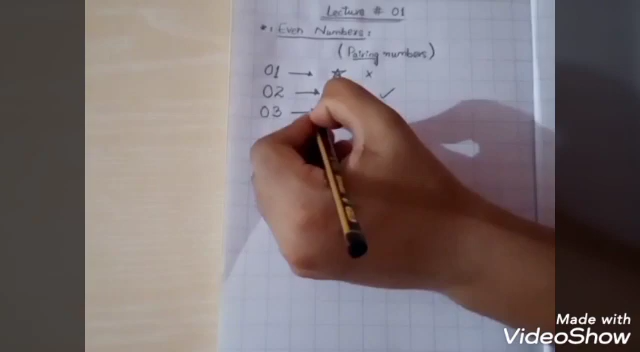 Lecture # 01
*: Even Numbers:
(Pairing numbers)
01 → ☆ ×
02 → ✓
03 →
Made with
VideoShow